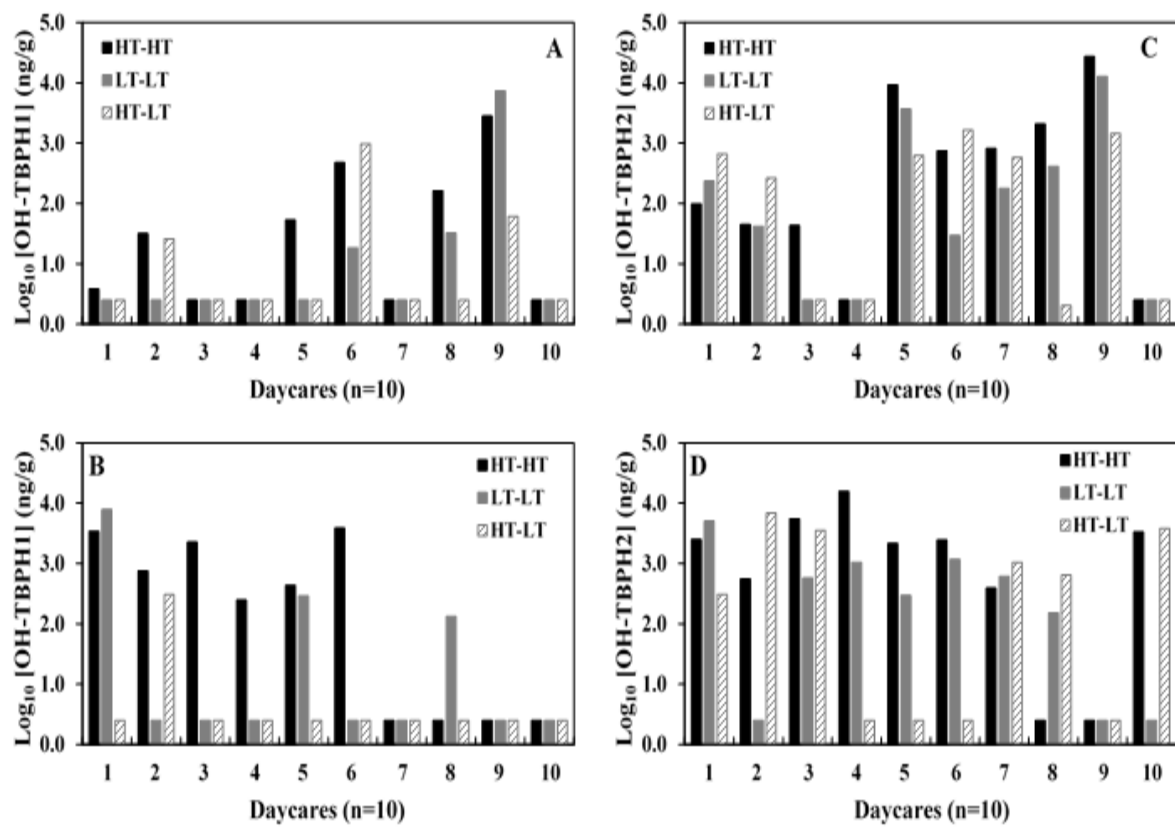 5.0
4.0
3.0
2.0
1.0
0.0
Log₁₀ [OH-TBPH1] (ng/g)
HT-HT
LT-LT
HT-LT
A
1 2 3 4 5 6 7 8 9 10
Daycares (n=10)
5.0
4.0
3.0
2.0
1.0
0.0
Log₁₀ [OH-TBPH2] (ng/g)
HT-HT
LT-LT
HT-LT
C
1 2 3 4 5 6 7 8 9 10
Daycares (n=10)
5.0
4.0
3.0
2.0
1.0
0.0
Log₁₀ [OH-TBPH1] (ng/g)
B
HT-HT
LT-LT
HT-LT
1 2 3 4 5 6 7 8 9 10
Daycares (n=10)
5.0
4.0
3.0
2.0
1.0
0.0
Log₁₀ [OH-TBPH2] (ng/g)
D
HT-HT
LT-LT
HT-LT
1 2 3 4 5 6 7 8 9 10
Daycares (n=10)